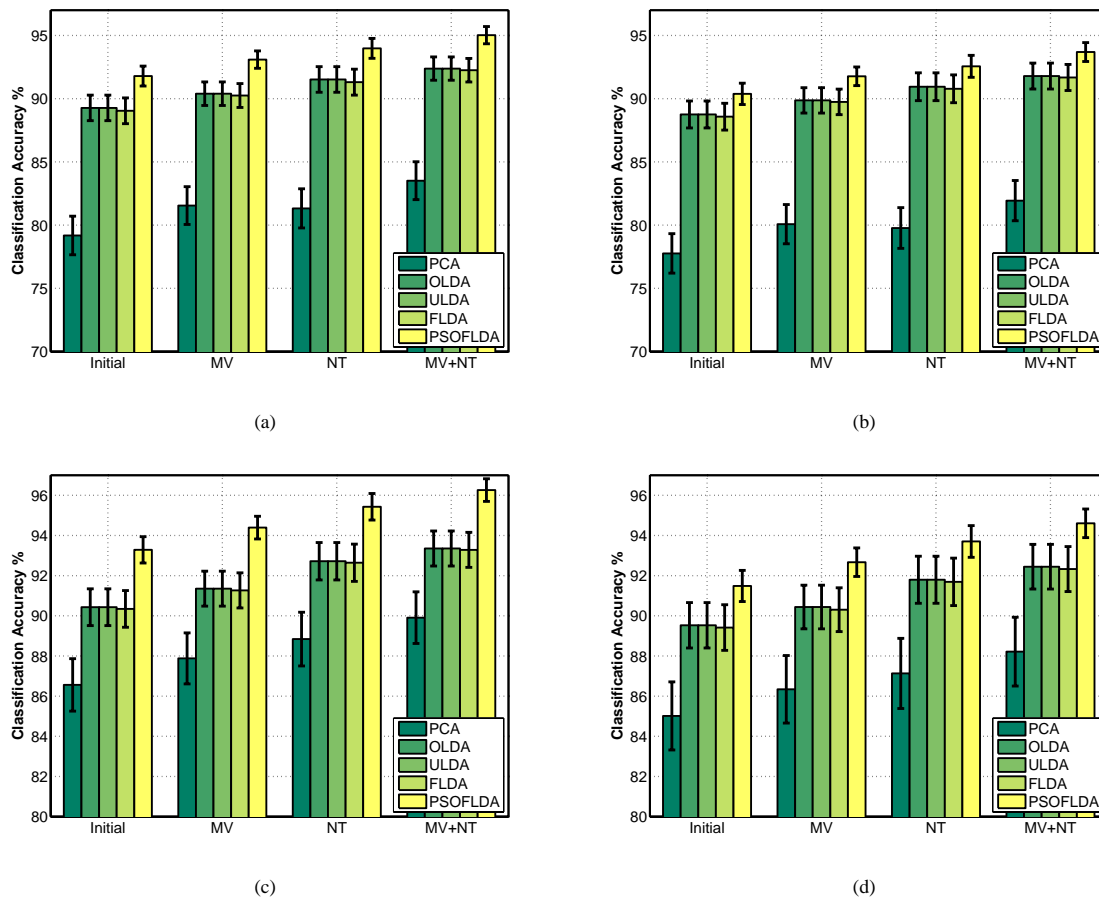 Classification Accuracy %
95
90
85
80
75
70
Initial
MV
NT
MV+NT
PCA
OLDA
ULDA
FLDA
PSOFLDA
(a)
Classification Accuracy %
95
90
85
80
75
70
Initial
MV
NT
MV+NT
PCA
OLDA
ULDA
FLDA
PSOFLDA
(b)
Classification Accuracy %
96
94
92
90
88
86
84
82
80
Initial
MV
NT
MV+NT
PCA
OLDA
ULDA
FLDA
PSOFLDA
(c)
Classification Accuracy %
96
94
92
90
88
86
84
82
80
Initial
MV
NT
MV+NT
PCA
OLDA
ULDA
FLDA
PSOFLDA
(d)